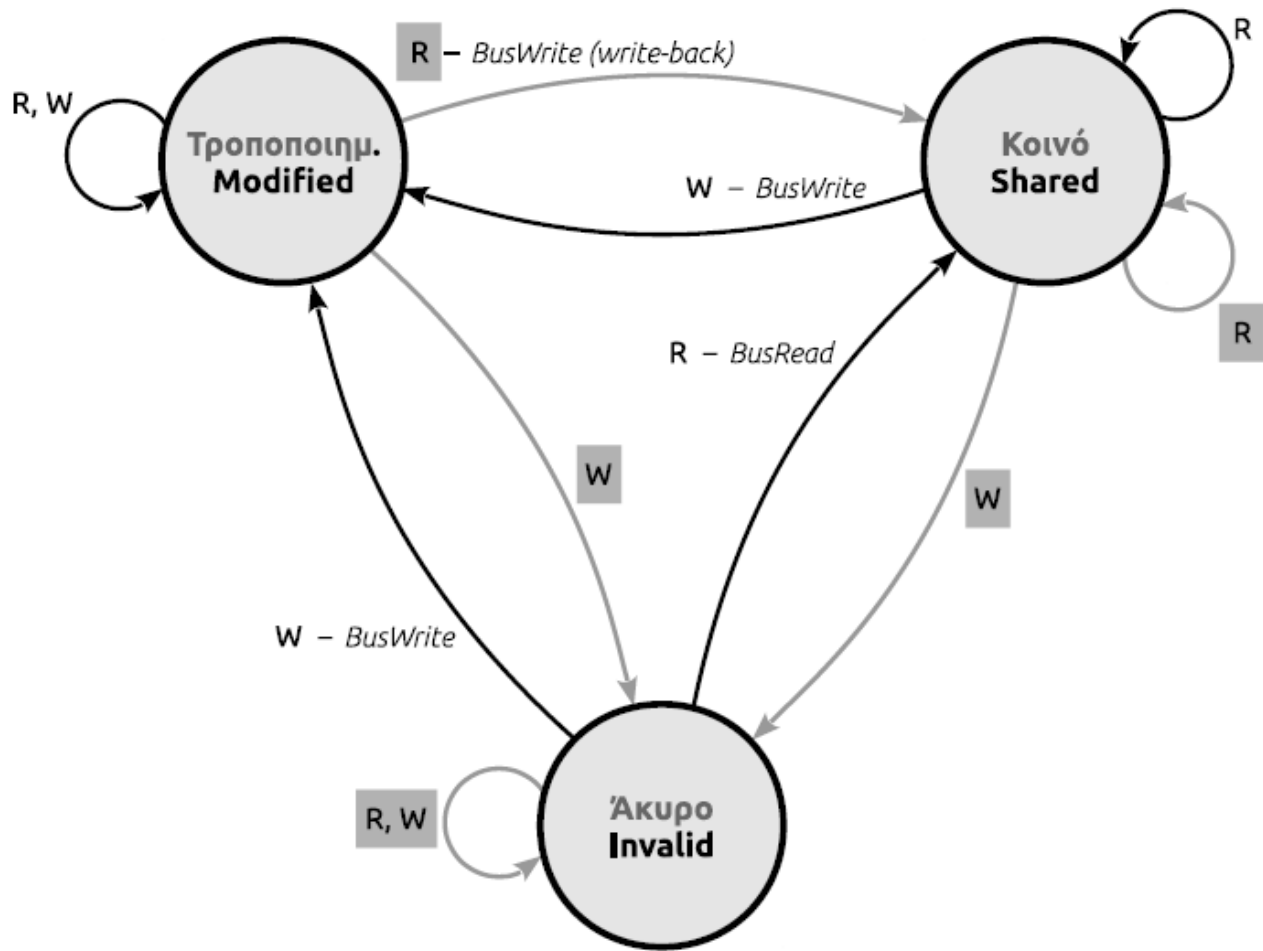 R – BusWrite (write-back)
R
R, W
Τροποποιημ.
Modified
Κοινό
Shared
W – BusWrite
R
R – BusRead
W
W
W – BusWrite
R, W
Άκυρο
Invalid